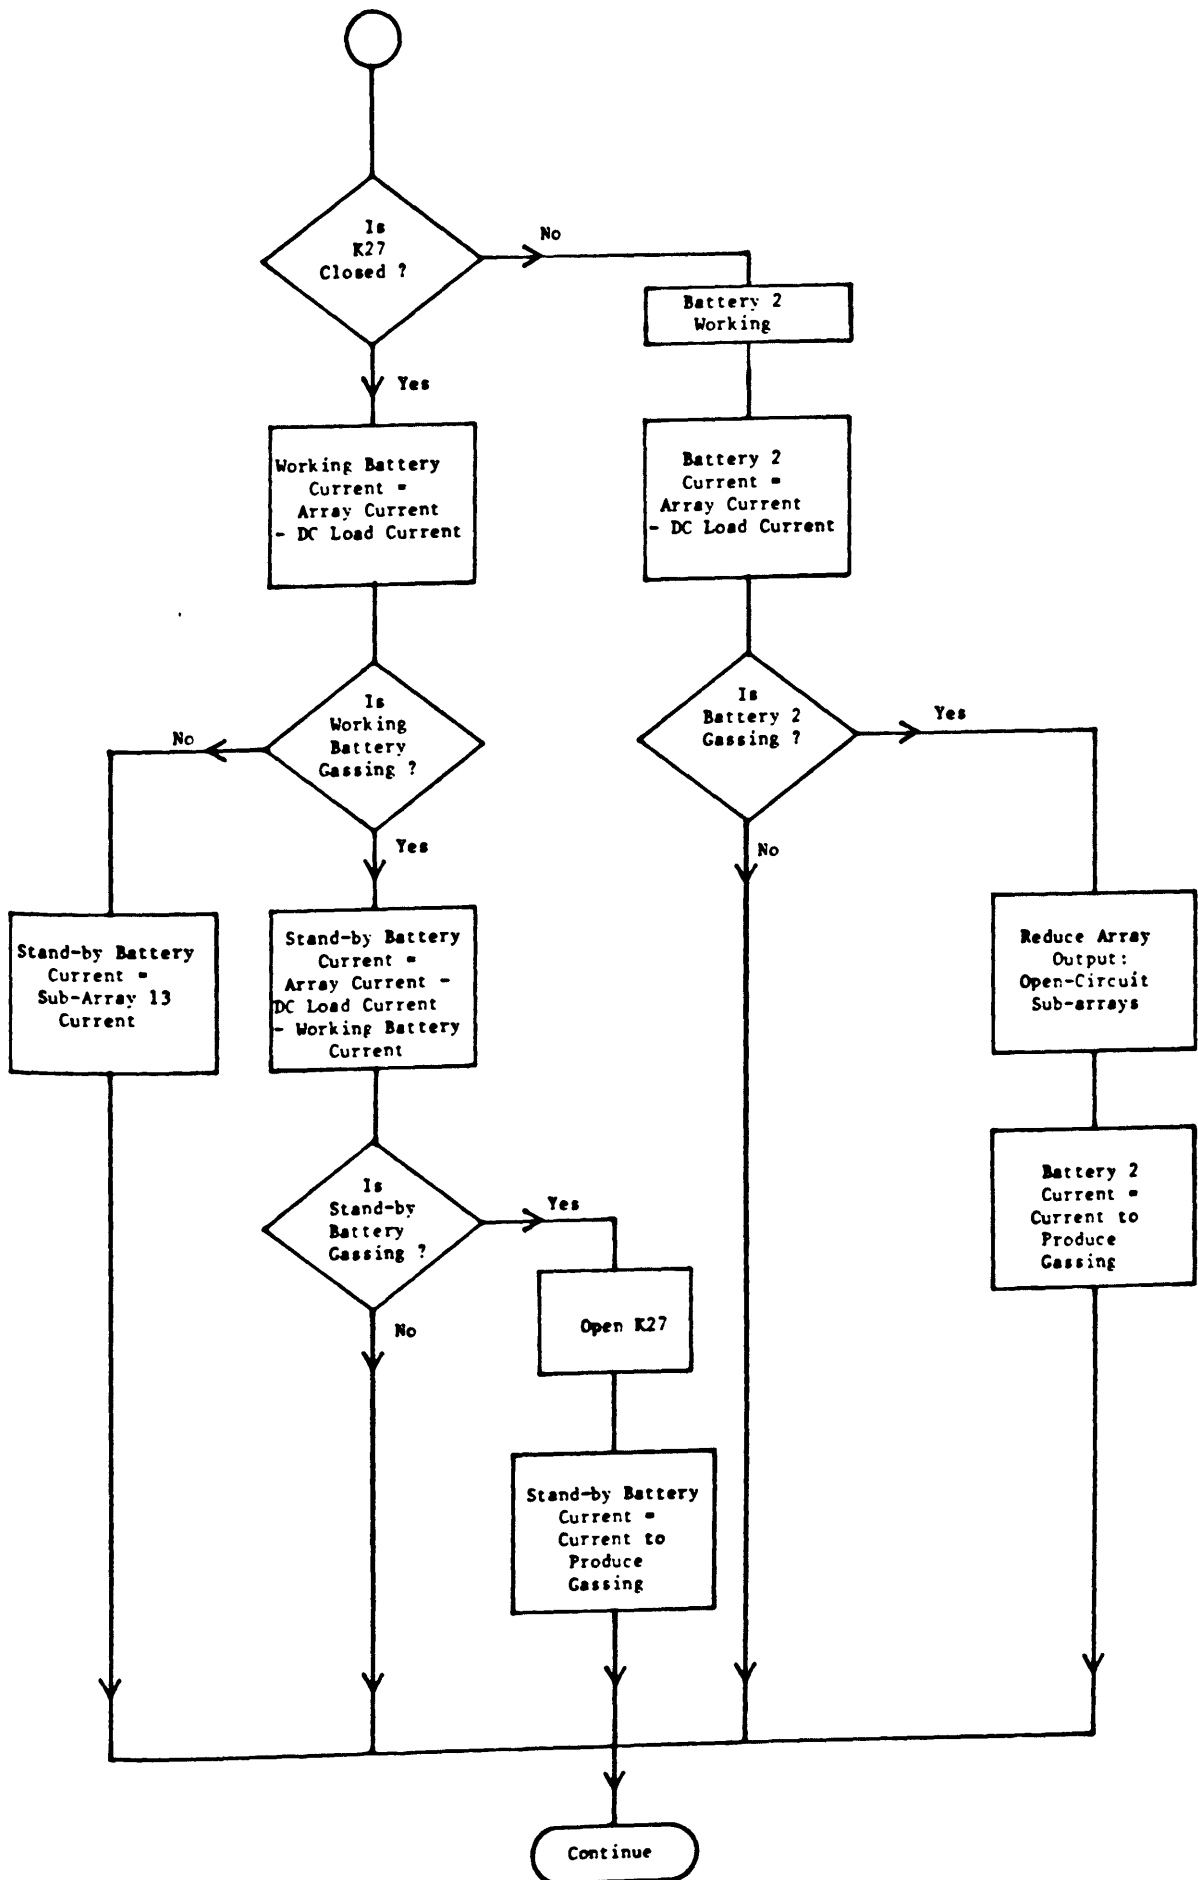 Is
K27
Closed ?
No
Yes
Battery 2
Working
Working Battery
Current =
Array Current
- DC Load Current
Battery 2
Current =
Array Current
- DC Load Current
Is
Working
Battery
Gassing ?
No
Yes
Is
Battery 2
Gassing ?
Yes
No
Stand-by Battery
Current =
Sub-Array 13
Current
Stand-by Battery
Current =
Array Current -
DC Load Current
- Working Battery
Current
Reduce Array
Output:
Open-Circuit
Sub-arrays
Is
Stand-by
Battery
Gassing ?
Yes
No
Battery 2
Current =
Current to
Produce
Gassing
Open K27
Stand-by Battery
Current =
Current to
Produce
Gassing
Continue